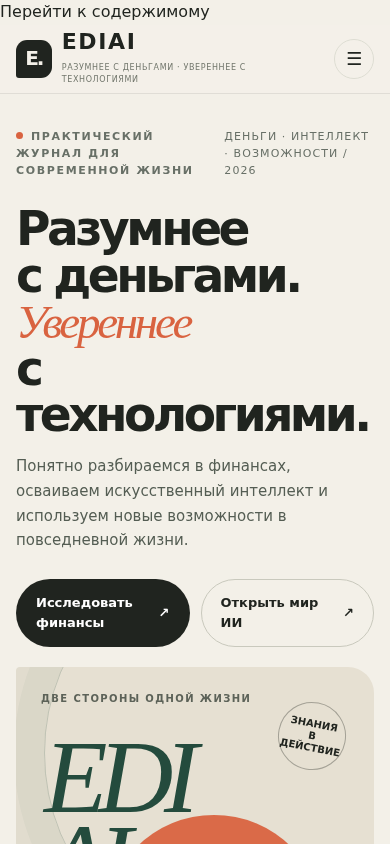 Перейти к содержимому
E.
EDIAI
РАЗУМНЕЕ С ДЕНЬГАМИ · УВЕРЕННЕЕ С
ТЕХНОЛОГИЯМИ
ПРАКТИЧЕСКИЙ
ЖУРНАЛ ДЛЯ
СОВРЕМЕННОЙ ЖИЗНИ
ДЕНЬГИ · ИНТЕЛЛЕКТ
· ВОЗМОЖНОСТИ /
2026
Разумнее
с деньгами.
Увереннее
с
технологиями.
Понятно разбираемся в финансах,
осваиваем искусственный интеллект и
используем новые возможности в
повседневной жизни.
Исследовать
финансы ↗
Открыть мир
ИИ ↗
ДВЕ СТОРОНЫ ОДНОЙ ЖИЗНИ
ЗНАНИЯ
В
ДЕЙСТВИЕ
EDI
AI